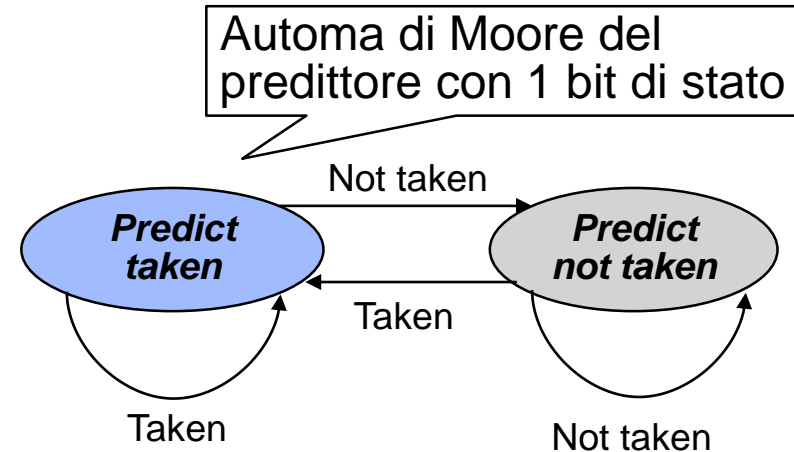 Automa di Moore del
predittore con 1 bit di stato
Not taken
Predict
taken
Predict
not taken
Taken
Taken
Not taken